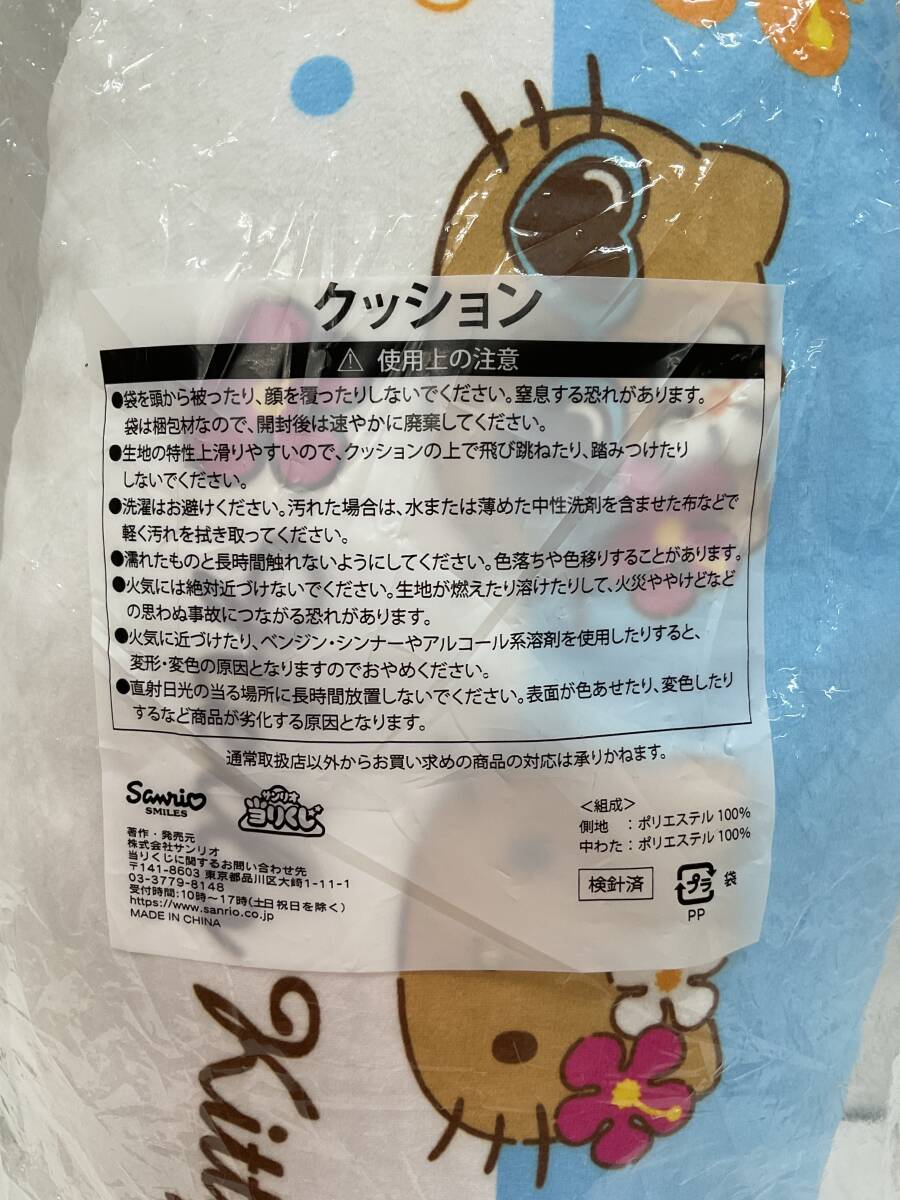 クッション
⚠ 使用上の注意
●袋を頭から被ったり、顔を覆ったりしないでください。窒息する恐れがあります。
袋は梱包材なので、開封後は速やかに廃棄してください。
●生地の特性上滑りやすいので、クッションの上で飛び跳ねたり、踏みつけたり
しないでください。
●洗濯はお避けください。汚れた場合は、水または薄めた中性洗剤を含ませた布などで
軽く汚れを拭き取ってください。
●濡れたものと長時間触れないようにしてください。色落ちや色移りすることがあります。
●火気には絶対近づけないでください。生地が燃えたり溶けたりして、火災ややけどなど
の思わぬ事故につながる恐れがあります。
●火気に近づけたり、ベンジン・シンナーやアルコール系溶剤を使用したりすると、
変形・変色の原因となりますのでおやめください。
●直射日光の当る場所に長時間放置しないでください。表面が色あせたり、変色したり
するなど商品が劣化する原因となります。
通常取扱店以外からお買い求めの商品の対応は承りかねます。
Sanrio
SMILES
サンリオ
当りくじ
著作・発売元
株式会社サンリオ
当りくじに関するお問い合わせ先
〒141-8603 東京都品川区大崎1-11-1
03-3779-8148
受付時間:10時〜17時(土日祝日を除く)
https://www.sanrio.co.jp
MADE IN CHINA
<組成>
側地 : ポリエステル 100%
中わた : ポリエステル 100%
検針済
プラ
袋
PP
Kitt